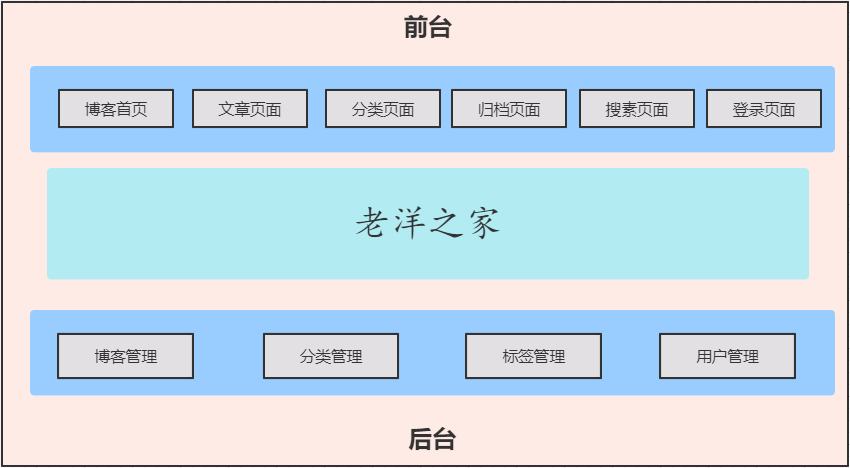 前台
博客首页 文章页面 分类页面 归档页面 搜素页面 登录页面
老洋之家
博客管理 分类管理 标签管理 用户管理
后台